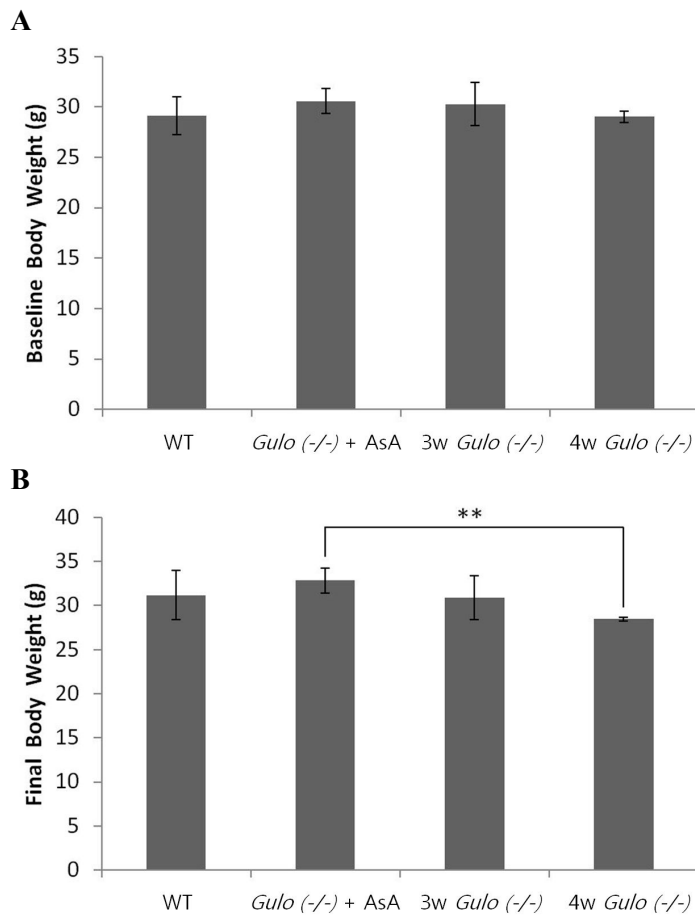 A
Baseline Body Weight (g)
35
30
25
20
15
10
5
0
WT
Gulo (-/-) + AsA
3w Gulo (-/-)
4w Gulo (-/-)
B
Final Body Weight (g)
40
35
30
25
20
15
10
5
0
**
WT
Gulo (-/-) + AsA
3w Gulo (-/-)
4w Gulo (-/-)